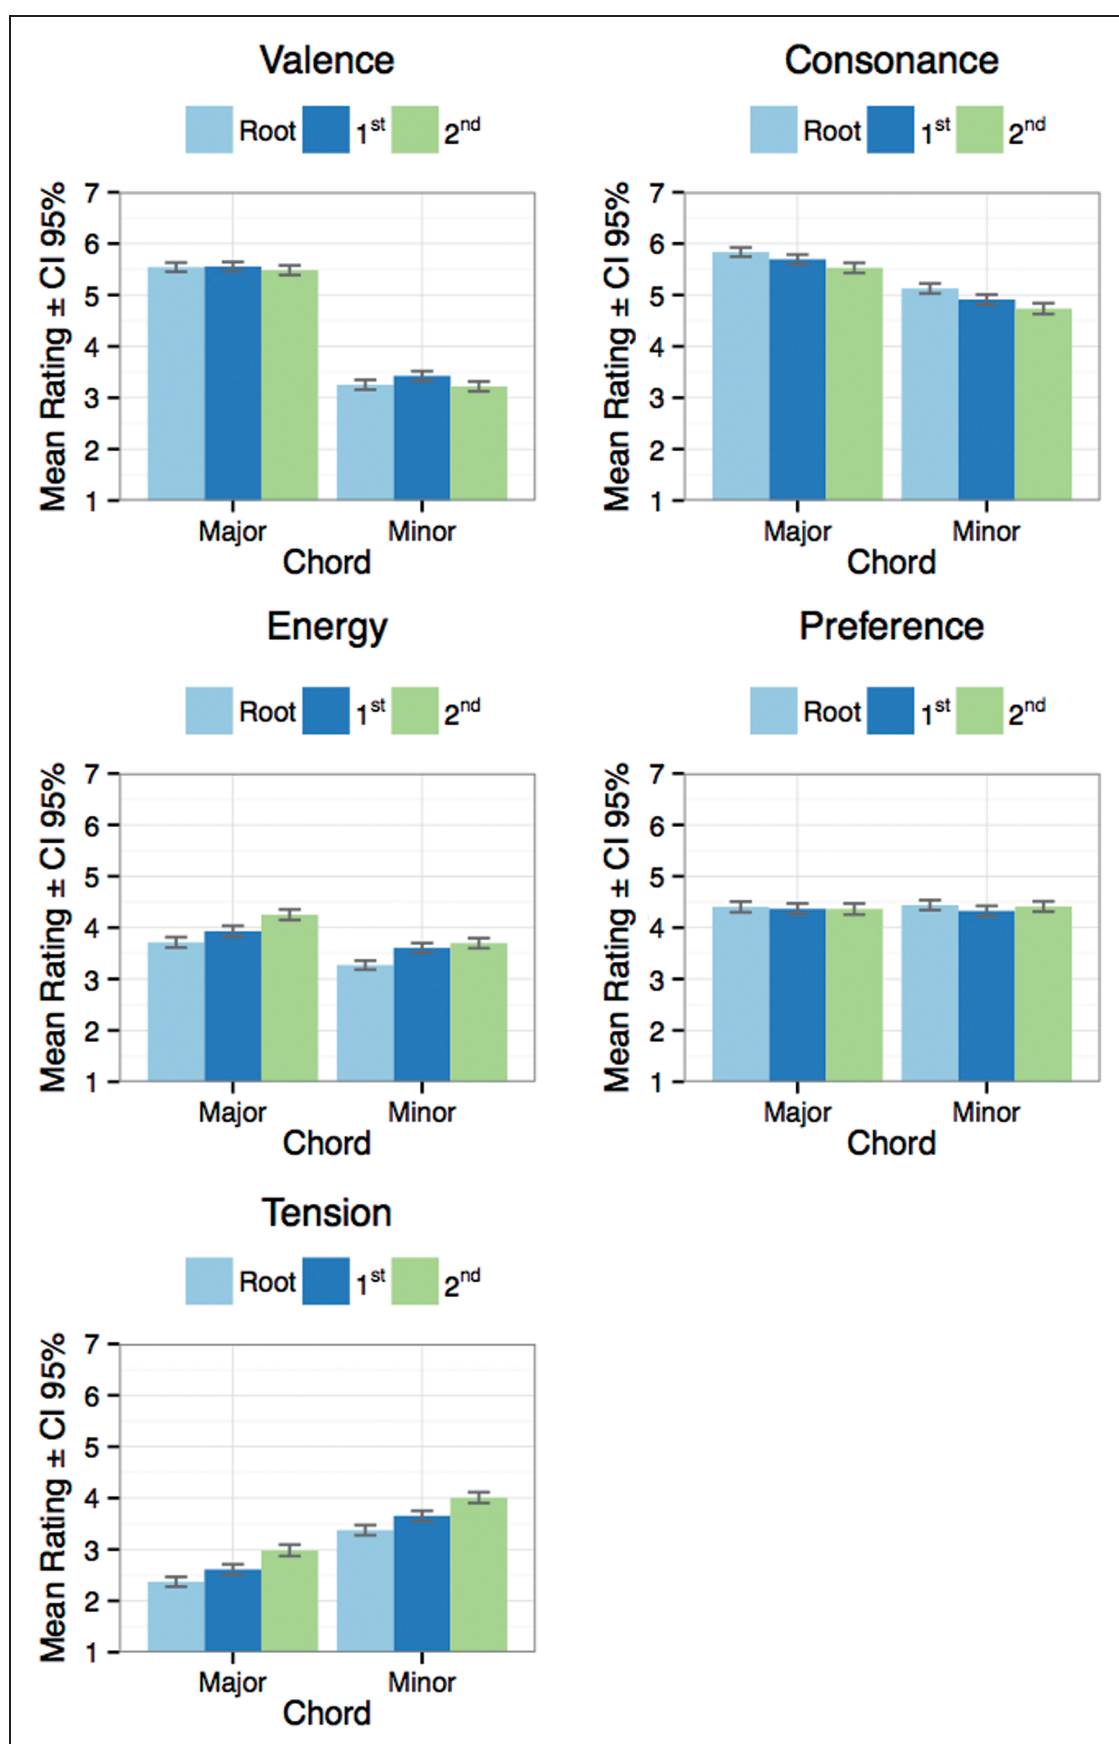 Valence
Root 1st 2nd
Mean Rating ± CI 95%
7
6
5
4
3
2
1
Major Minor
Chord
Consonance
Root 1st 2nd
Mean Rating ± CI 95%
7
6
5
4
3
2
1
Major Minor
Chord
Energy
Root 1st 2nd
Mean Rating ± CI 95%
7
6
5
4
3
2
1
Major Minor
Chord
Preference
Root 1st 2nd
Mean Rating ± CI 95%
7
6
5
4
3
2
1
Major Minor
Chord
Tension
Root 1st 2nd
Mean Rating ± CI 95%
7
6
5
4
3
2
1
Major Minor
Chord